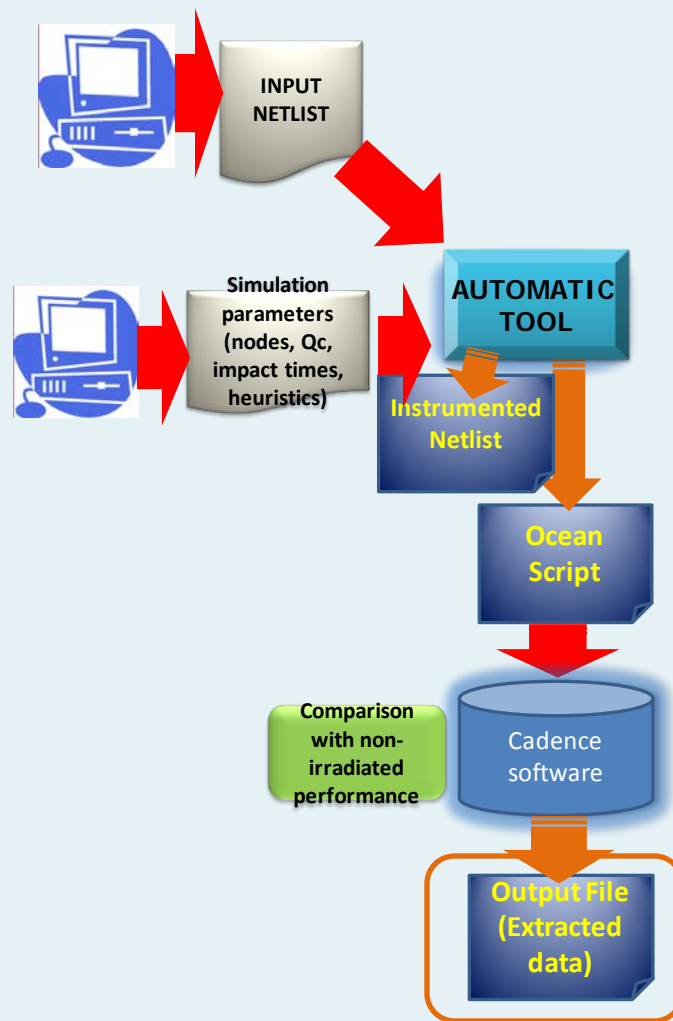 INPUT
NETLIST
Simulation
parameters
(nodes, Qc,
impact times,
heuristics)
AUTOMATIC
TOOL
Instrumented
Netlist
Ocean
Script
Comparison
with non-
irradiated
performance
Cadence
software
Output File
(Extracted
data)